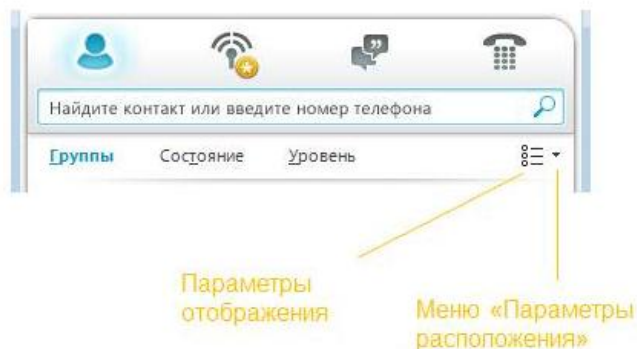 Найдите контакт или введите номер телефона
Группы Состояние Уровень
Параметры
отображения
Меню «Параметры
расположения»